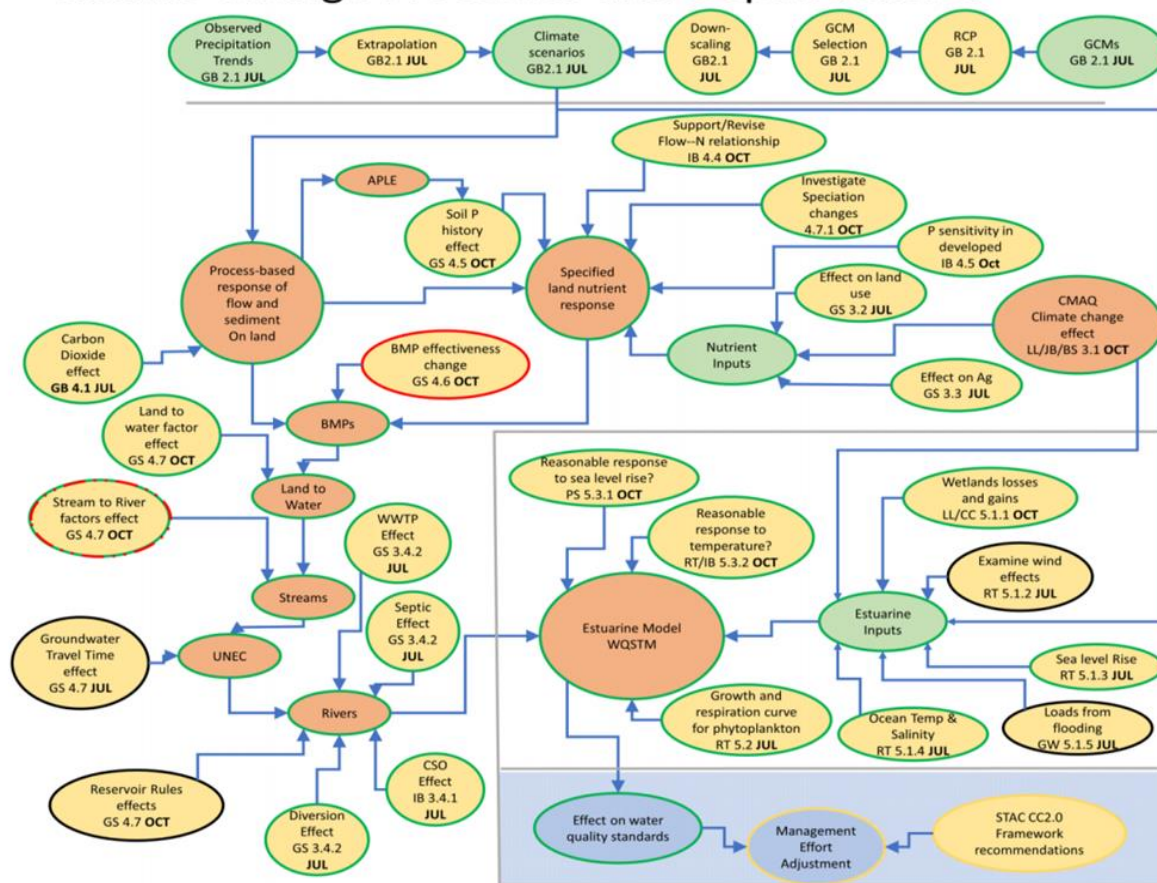 Observed
Precipitation
Trends
GB 2.1 JUL
Extrapolation
GB2.1 JUL
Climate
scenarios
GB2.1 JUL
Down-
scaling
GB2.1
JUL
GCM
Selection
GB 2.1
JUL
RCP
GB 2.1
JUL
GCMs
GB 2.1 JUL
Support/Revise
Flow--N relationship
IB 4.4 OCT
APLE
Investigate
Speciation
changes
4.7.1 OCT
Soil P
history
effect
GS 4.5 OCT
P sensitivity in
developed
IB 4.5 Oct
Process-based
response of
flow and
sediment
On land
Specified
land nutrient
response
Effect on land
use
GS 3.2 JUL
CMAQ
Climate change
effect
LL/JB/BS 3.1 OCT
Carbon
Dioxide
effect
GB 4.1 JUL
BMP effectiveness
change
GS 4.6 OCT
Nutrient
Inputs
Effect on Ag
GS 3.3 JUL
Land to
water factor
effect
GS 4.7 OCT
BMPs
Reasonable response
to sea level rise?
PS 5.3.1 OCT
Wetlands losses
and gains
LL/CC 5.1.1 OCT
Land to
Water
Stream to River
factors effect
GS 4.7 OCT
WWTP
Effect
GS 3.4.2
JUL
Reasonable
response to
temperature?
RT/IB 5.3.2 OCT
Examine wind
effects
RT 5.1.2 JUL
Streams
Septic
Effect
GS 3.4.2
JUL
Estuarine Model
WQSTM
Estuarine
Inputs
Groundwater
Travel Time
effect
GS 4.7 JUL
UNEC
Sea level Rise
RT 5.1.3 JUL
Rivers
Growth and
respiration curve
for phytoplankton
RT 5.2 JUL
Ocean Temp &
Salinity
RT 5.1.4 JUL
Loads from
flooding
GW 5.1.5 JUL
Reservoir Rules
effects
GS 4.7 OCT
CSO
Effect
IB 3.4.1
JUL
Diversion
Effect
GS 3.4.2
JUL
Effect on water
quality standards
Management
Effort
Adjustment
STAC CC2.0
Framework
recommendations